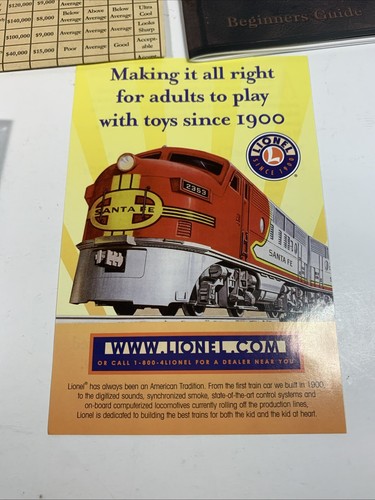 $120,000 $9,000 Average Average Average Ultra Cool
$140,000 $8,000 Below Average Above Average Below Average Looks Sharp
$100,000 $9,000 Average Average Average Accept-able
$40,000 $15,000 Poor Average Good Average
Beginners Guide
Making it all right
for adults to play
with toys since 1900
LIONEL
SINCE 1900
2353
SANTA FE
SANTA FE
WWW.LIONEL.COM
OR CALL 1-800-4LIONEL FOR A DEALER NEAR YOU
Lionel® has always been an American Tradition. From the first train car we built in 1900,
to the digitized sounds, synchronized smoke, state-of-the-art control systems and
on-board computerized locomotives currently rolling off the production lines,
Lionel is dedicated to building the best trains for both the kid and the kid at heart.